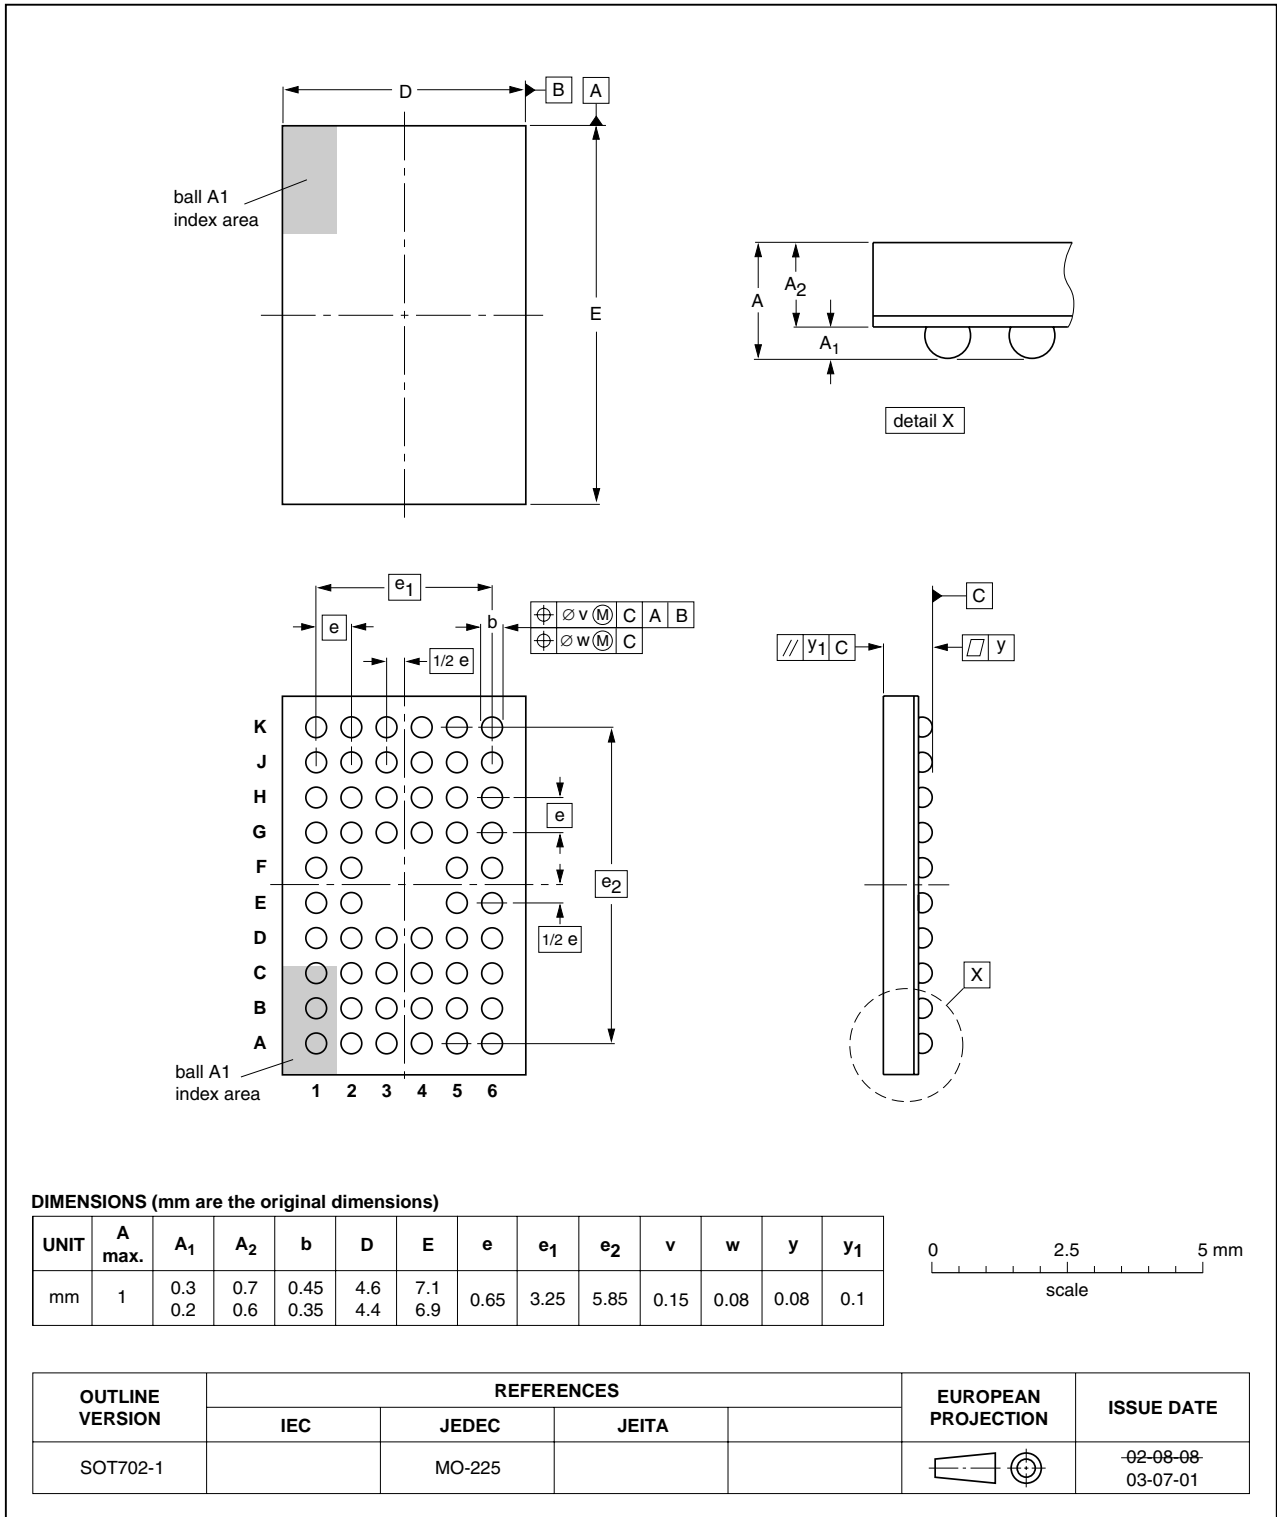 D
B
A
ball A1
index area
E
A
A2
A1
detail X
e1
e
b
1/2 e
⌖ ⌀ v Ⓜ C A B
⌖ ⌀ w Ⓜ C
C
// y1 C
▱ y
K
J
H
G
F
E
D
C
B
A
e
e2
1/2 e
X
ball A1
index area
1 2 3 4 5 6
DIMENSIONS (mm are the original dimensions)
UNIT A max. A1 A2 b D E e e1 e2 v w y y1
mm 1 0.3 0.7 0.45 4.6 7.1 0.65 3.25 5.85 0.15 0.08 0.08 0.1
0.2 0.6 0.35 4.4 6.9
0 2.5 5 mm
scale
OUTLINE VERSION REFERENCES EUROPEAN PROJECTION ISSUE DATE
IEC JEDEC JEITA
SOT702-1 MO-225 02-08-08
03-07-01